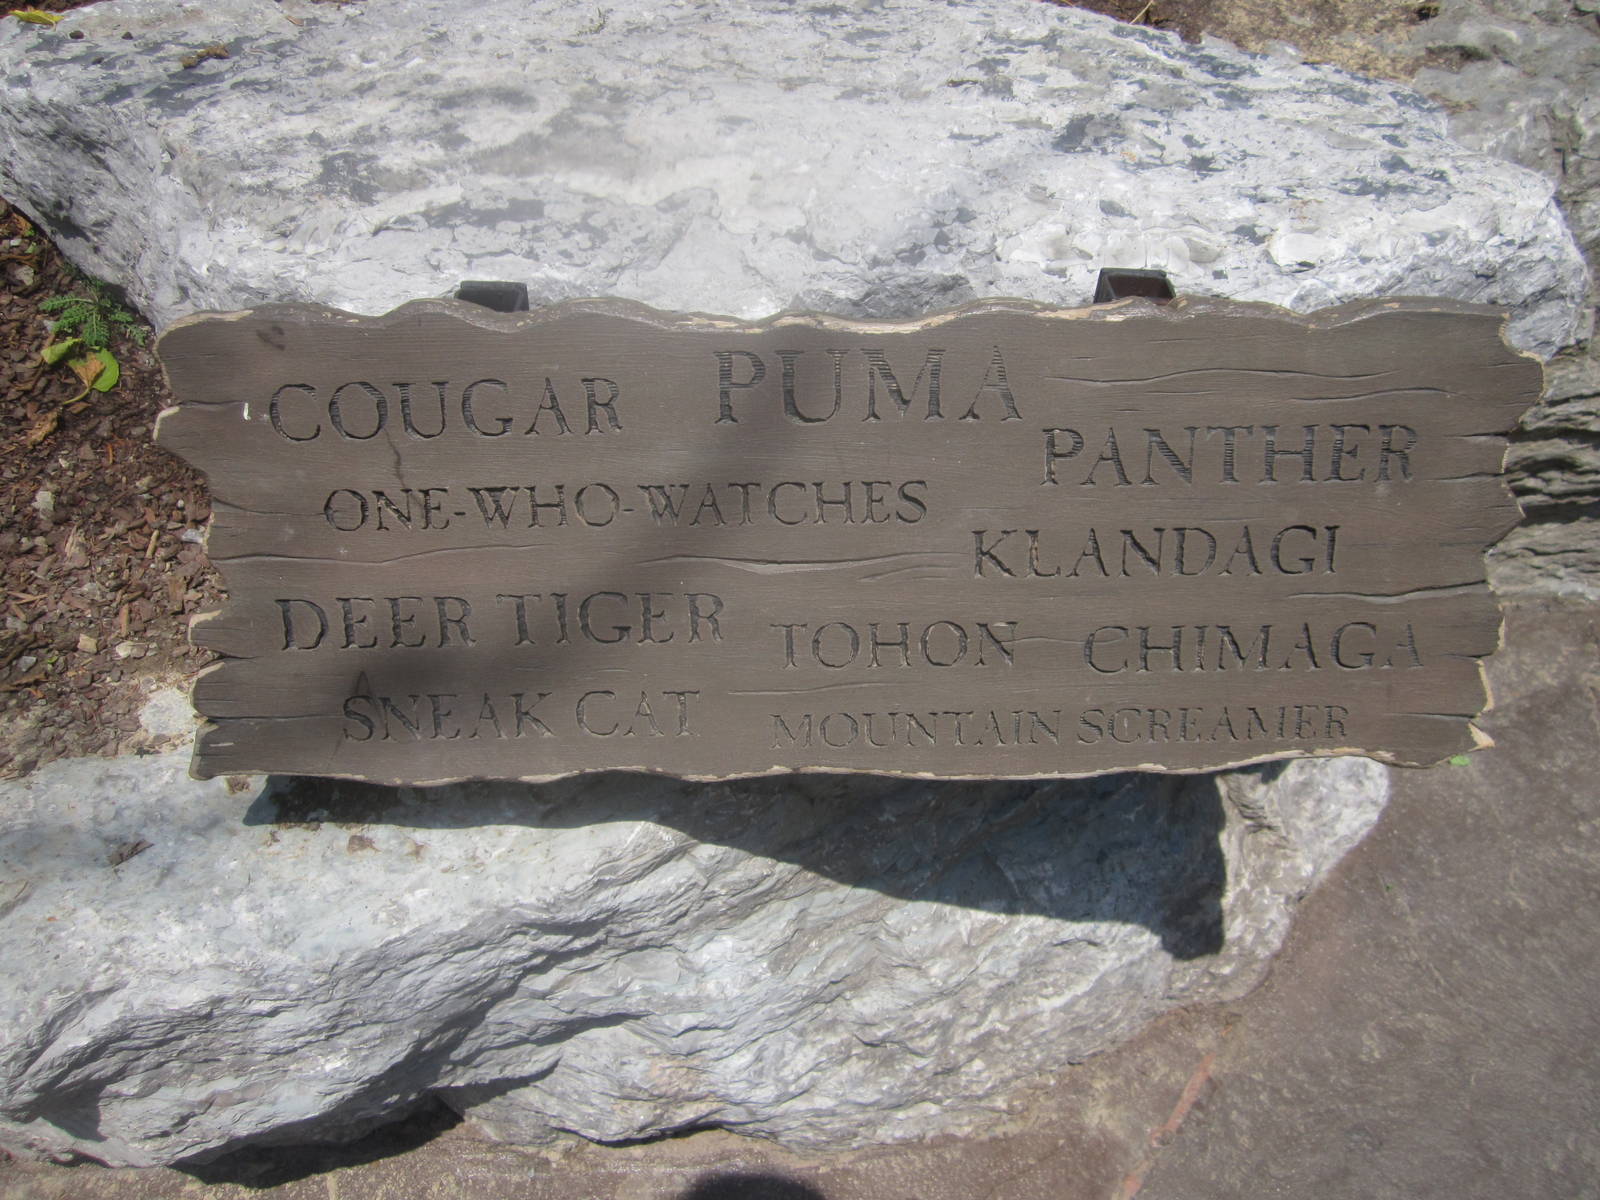 COUGAR PUMA
PANTHER
ONE-WHO-WATCHES
KLANDAGI
DEER TIGER
TOHON CHIMAGA
SNEAK CAT
MOUNTAIN SCREAMER